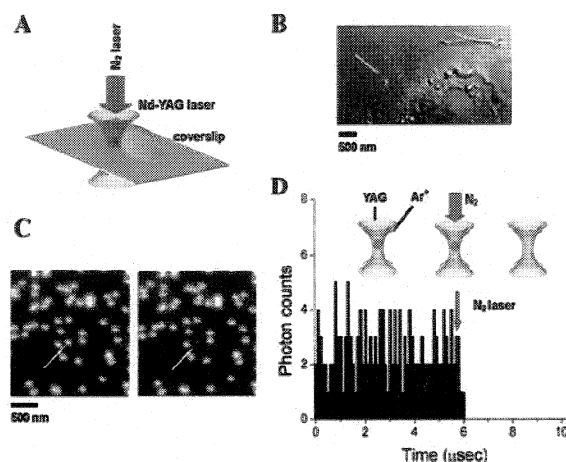 A
N₂ laser
Nd-YAG laser
coverslip
B
500 nm
C
500 nm
D
YAG
Ar⁺
N₂
N₂ laser
Photon counts
8
6
4
2
0
0
2
4
6
8
10
Time (μsec)